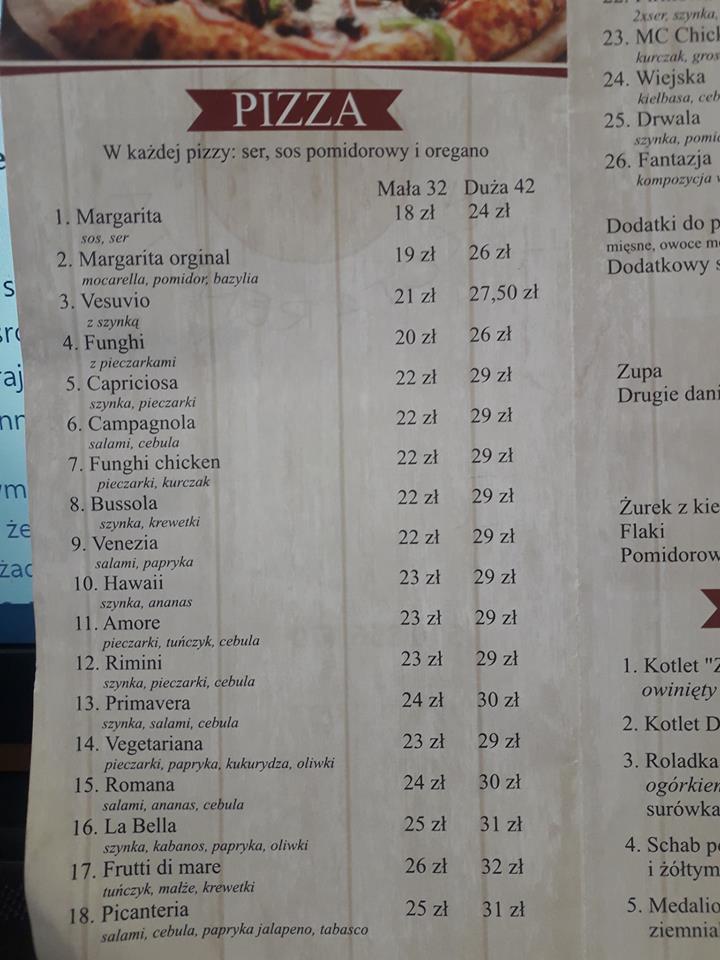 PIZZA
W każdej pizzy: ser, sos pomidorowy i oregano
Mała 32 Duża 42
1. Margarita 18 zł 24 zł
sos, ser
2. Margarita orginal 19 zł 26 zł
mocarella, pomidor, bazylia
3. Vesuvio 21 zł 27,50 zł
z szynką
4. Funghi 20 zł 26 zł
z pieczarkami
5. Capriciosa 22 zł 29 zł
szynka, pieczarki
6. Campagnola 22 zł 29 zł
salami, cebula
7. Funghi chicken 22 zł 29 zł
pieczarki, kurczak
8. Bussola 22 zł 29 zł
szynka, krewetki
9. Venezia 22 zł 29 zł
salami, papryka
10. Hawaii 23 zł 29 zł
szynka, ananas
11. Amore 23 zł 29 zł
pieczarki, tuńczyk, cebula
12. Rimini 23 zł 29 zł
szynka, pieczarki, cebula
13. Primavera 24 zł 30 zł
szynka, salami, cebula
14. Vegetariana 23 zł 29 zł
pieczarki, papryka, kukurydza, oliwki
15. Romana 24 zł 30 zł
salami, ananas, cebula
16. La Bella 25 zł 31 zł
szynka, kabanos, papryka, oliwki
17. Frutti di mare 26 zł 32 zł
tuńczyk, małże, krewetki
18. Picanteria 25 zł 31 zł
salami, cebula, papryka jalapeno, tabasco
2xser, szynka,
23. MC
kurczak,
24. Wiejska
kiełbasa,
25. Drwala
szynka,
26. Fantazja
kompozycja
Dodatki do
mięsne, owoce
Dodatkowy
Zupa
Drugie
Żurek z
Flaki
1. Kotlet
owinięty
2. Kotlet
3. Roladka
surówka
4. Schab
i
5.